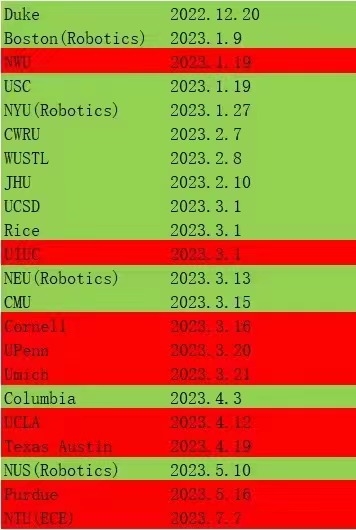 Duke 2022.12.20
Boston(Robotics) 2023.1.9
NWU 2023.1.19
USC 2023.1.19
NYU(Robotics) 2023.1.27
CWRU 2023.2.7
WUSTL 2023.2.8
JHU 2023.2.10
UCSD 2023.3.1
Rice 2023.3.1
UIUC 2023.3.1
NEU(Robotics) 2023.3.13
CMU 2023.3.15
Cornell 2023.3.16
UPenn 2023.3.20
Umich 2023.3.21
Columbia 2023.4.3
UCLA 2023.4.12
Texas Austin 2023.4.19
NUS(Robotics) 2023.5.10
Purdue 2023.5.16
NTU(ECE) 2023.7.7